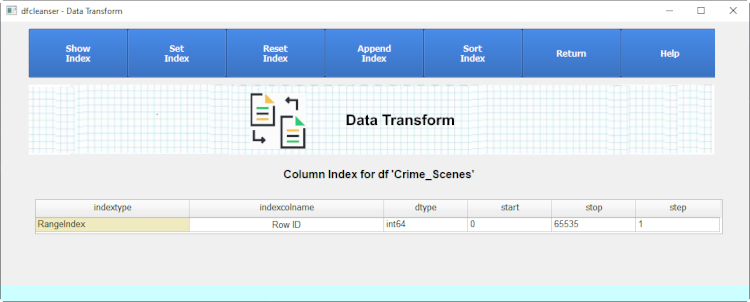 dfcleanser - Data Transform
Show
Index
Set
Index
Reset
Index
Append
Index
Sort
Index
Return
Help
Data Transform
Column Index for df 'Crime_Scenes'
indextype indexcolname dtype start stop step
RangeIndex Row ID int64 0 65535 1